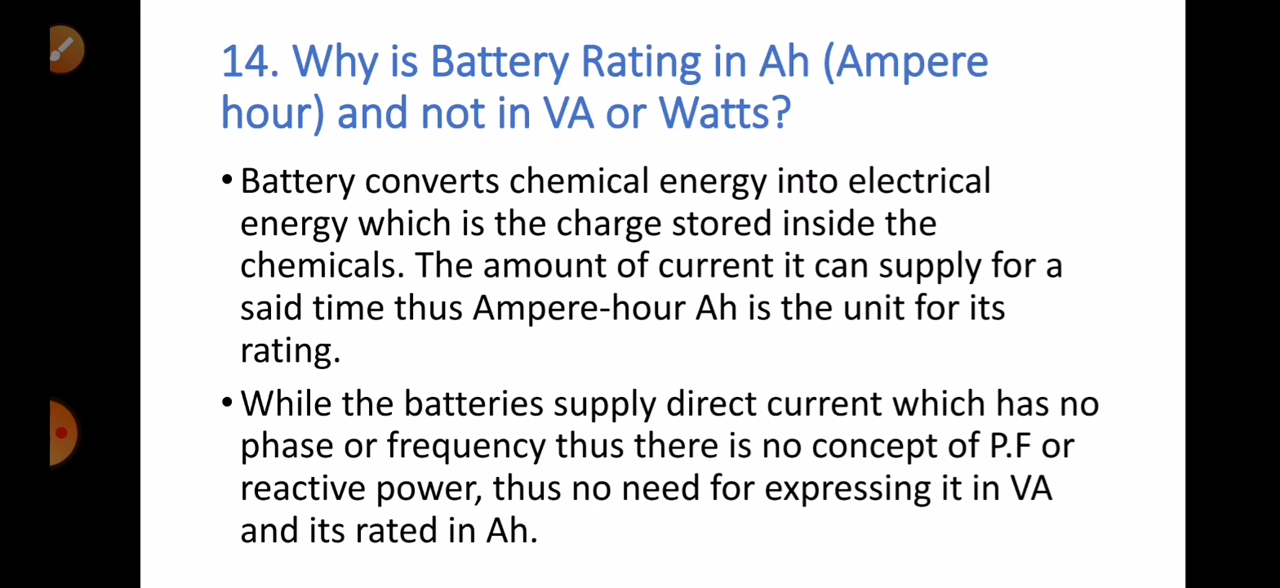 14. Why is Battery Rating in Ah (Ampere
hour) and not in VA or Watts?
• Battery converts chemical energy into electrical
energy which is the charge stored inside the
chemicals. The amount of current it can supply for a
said time thus Ampere-hour Ah is the unit for its
rating.
• While the batteries supply direct current which has no
phase or frequency thus there is no concept of P.F or
reactive power, thus no need for expressing it in VA
and its rated in Ah.